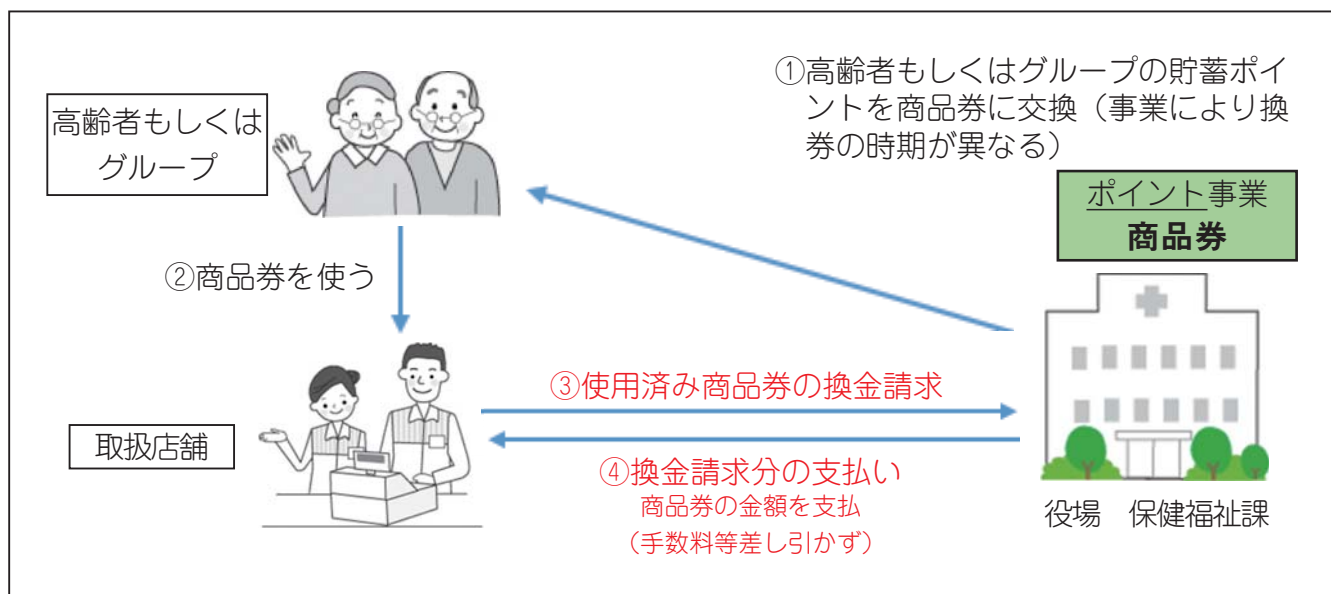 ①高齢者もしくはグループの貯蓄ポイ
ントを商品券に交換（事業により換
券の時期が異なる）
高齢者もしくは
グループ
ポイント事業
商品券
②商品券を使う
③使用済み商品券の換金請求
取扱店舗
④換金請求分の支払い
商品券の金額を支払
（手数料等差し引かず）
役場　保健福祉課